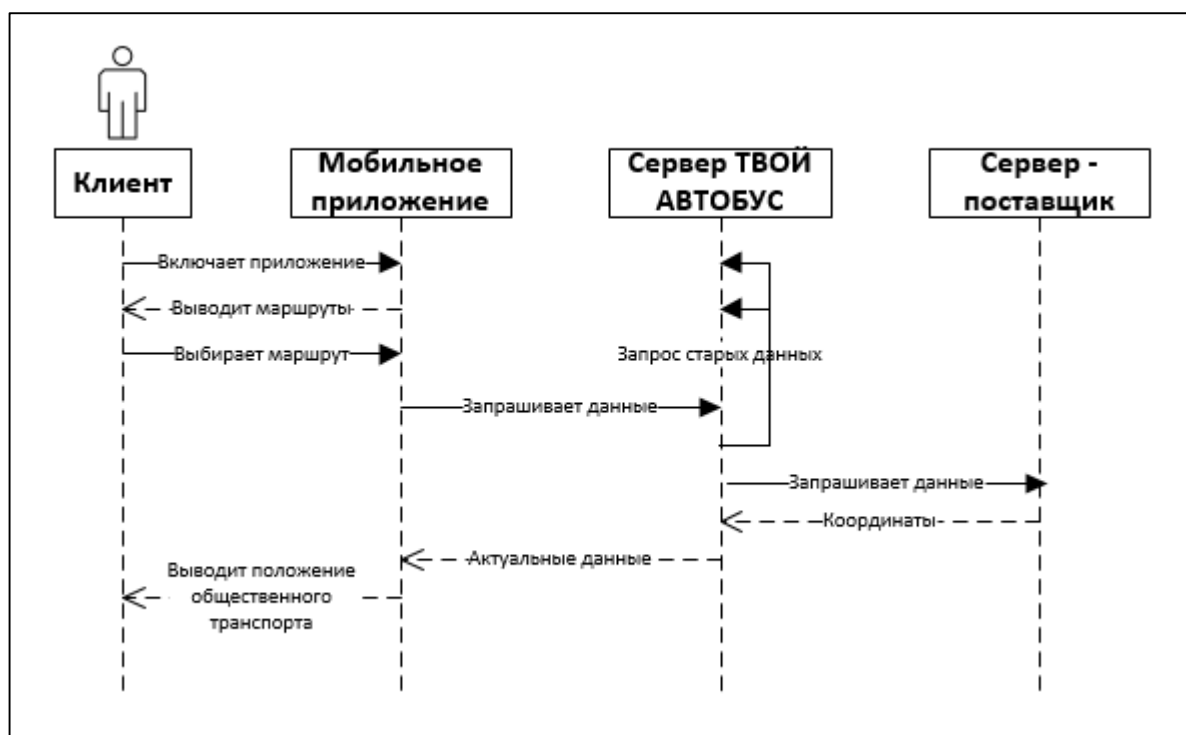 Клиент
Мобильное
приложение
Сервер ТВОЙ
АВТОБУС
Сервер -
поставщик
Включает приложение
Выводит маршруты
Выбирает маршрут
Запрос старых данных
Запрашивает данные
Запрашивает данные
Координаты
Актуальные данные
Выводит положение
общественного
транспорта